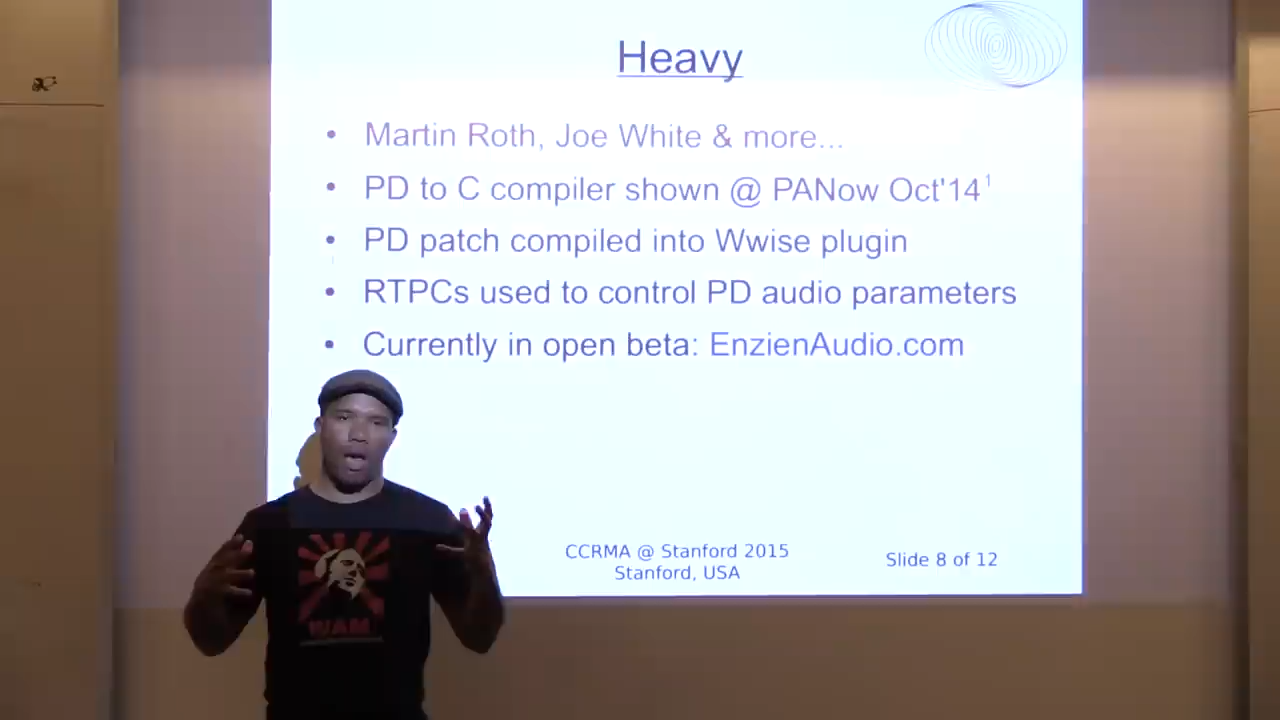 Heavy
• Martin Roth, Joe White & more...
• PD to C compiler shown @ PANow Oct'14¹
• PD patch compiled into Wwise plugin
• RTPCs used to control PD audio parameters
• Currently in open beta: EnzienAudio.com
CCRMA @ Stanford 2015
Stanford, USA
Slide 8 of 12